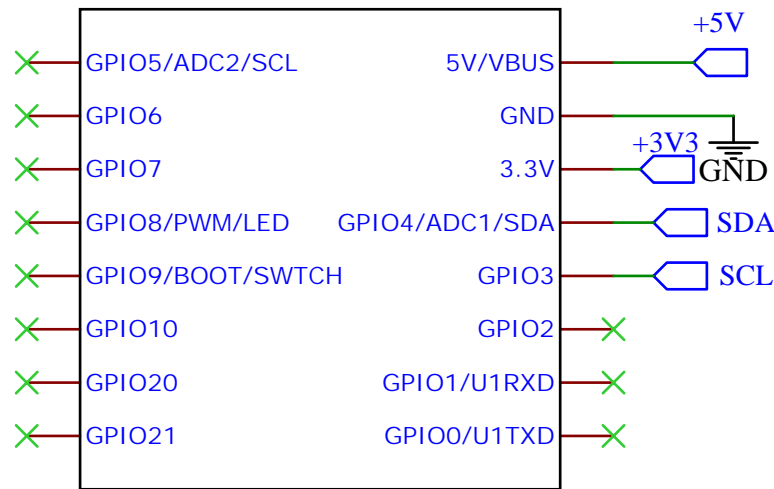 +5V
GPIO5/ADC2/SCL 5V/VBUS
GPIO6 GND
+3V3
GPIO7 3.3V GND
GPIO8/PWM/LED GPIO4/ADC1/SDA SDA
GPIO9/BOOT/SWTCH GPIO3 SCL
GPIO10 GPIO2
GPIO20 GPIO1/U1RXD
GPIO21 GPIO0/U1TXD